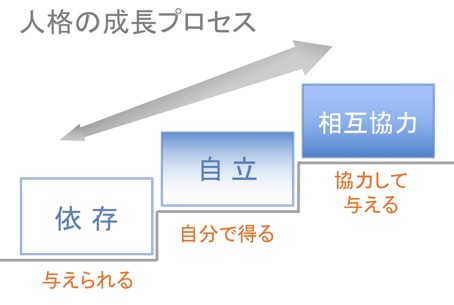 人格の成長プロセス
相互協力
自立
協力して
与える
依存
自分で得る
与えられる